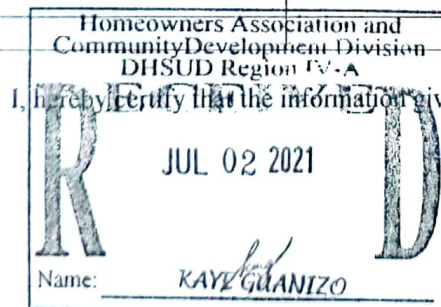 Homeowners Association and
CommunityDevelopment Division
DHSUD Region IV-A
I, hereby certify that the information giv
RECEIVED
JUL 02 2021
Name: KAYE GUANIZO